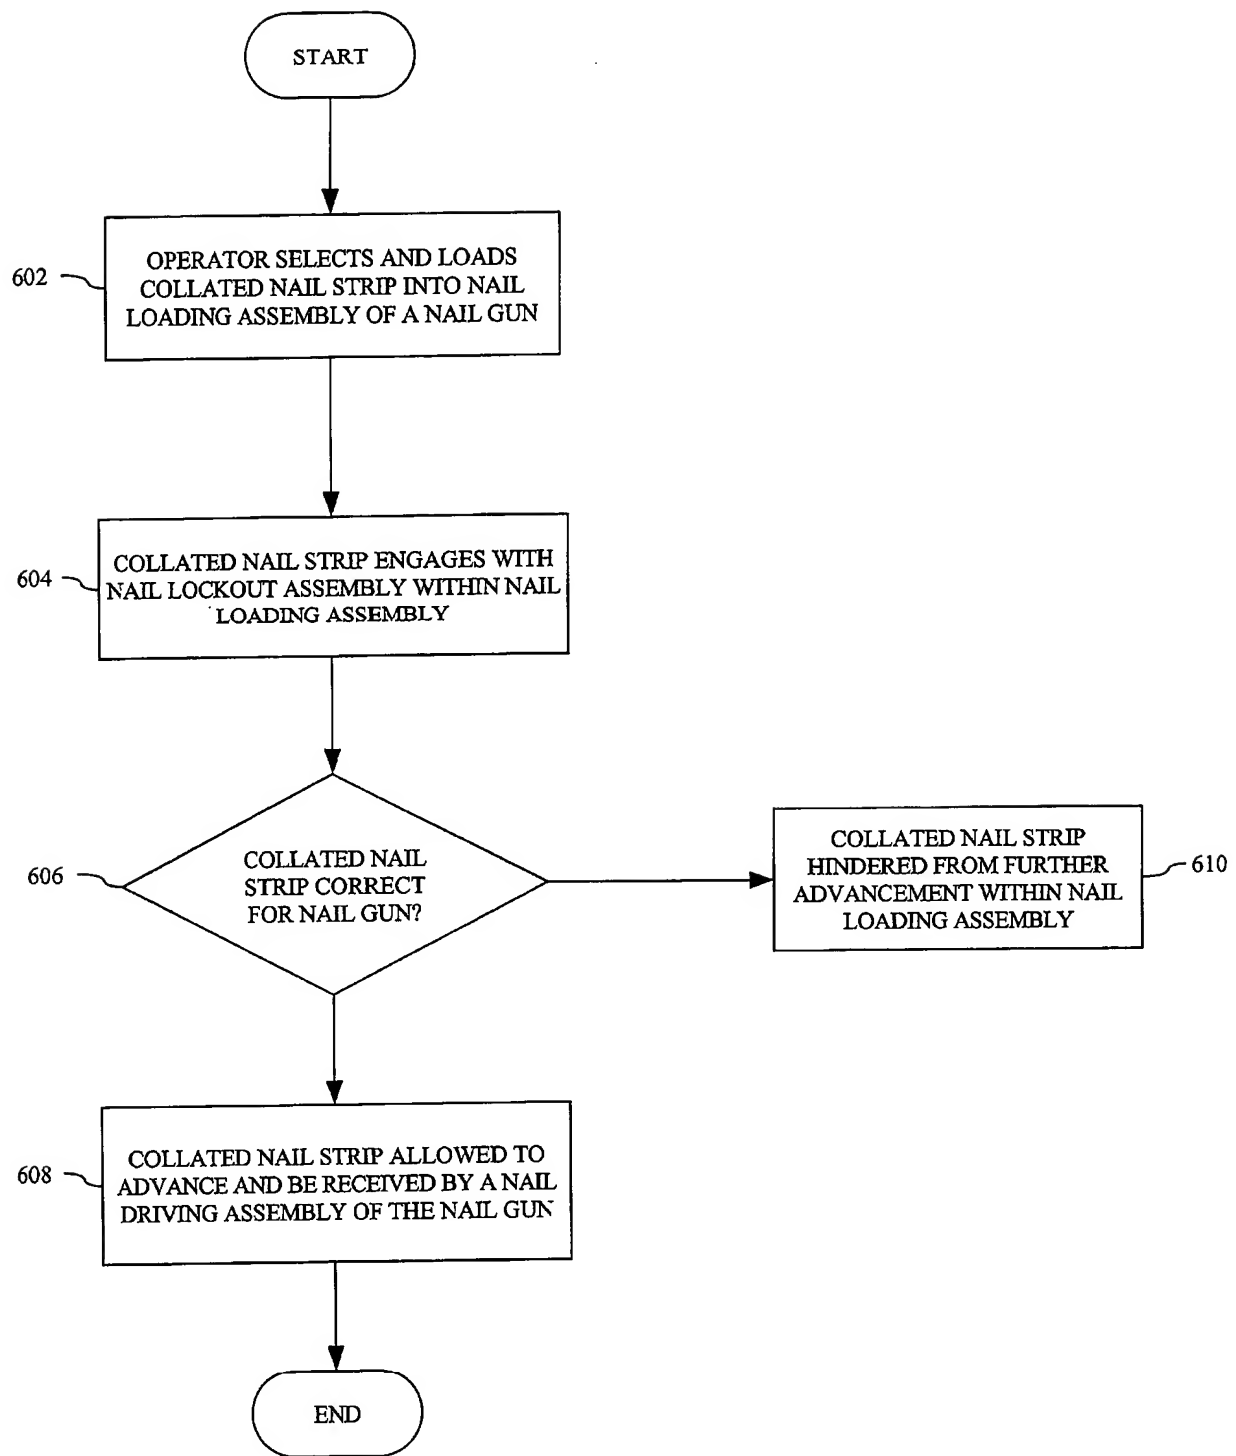 START
602
OPERATOR SELECTS AND LOADS
COLLATED NAIL STRIP INTO NAIL
LOADING ASSEMBLY OF A NAIL GUN
604
COLLATED NAIL STRIP ENGAGES WITH
NAIL LOCKOUT ASSEMBLY WITHIN NAIL
LOADING ASSEMBLY
606
COLLATED NAIL
STRIP CORRECT
FOR NAIL GUN?
COLLATED NAIL STRIP
HINDERED FROM FURTHER
ADVANCEMENT WITHIN NAIL
LOADING ASSEMBLY
610
608
COLLATED NAIL STRIP ALLOWED TO
ADVANCE AND BE RECEIVED BY A NAIL
DRIVING ASSEMBLY OF THE NAIL GUN
END